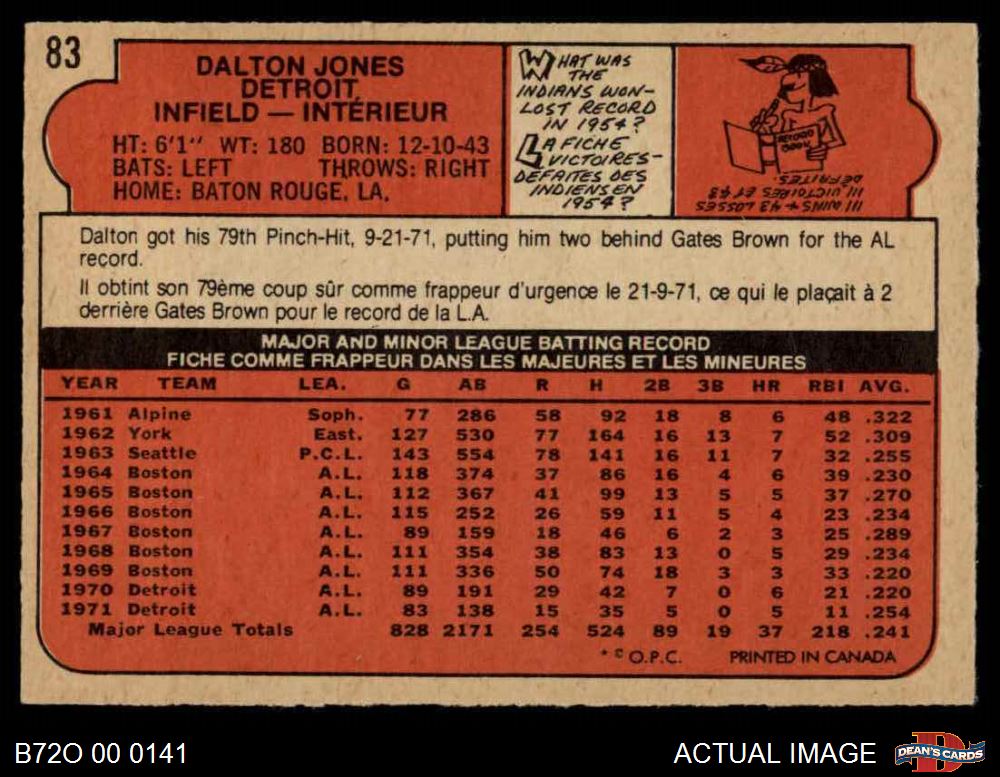 83
DALTON JONES
DETROIT
INFIELD — INTÉRIEUR
HT: 6'1" WT: 180 BORN: 12-10-43
BATS: LEFT THROWS: RIGHT
HOME: BATON ROUGE, LA.
WHAT WAS
THE
INDIANS WON-
LOST RECORD
IN 1954?
LA FICHE
VICTOIRES-
DÉFAITES DES
INDIENS EN
1954?
RECORD
BOOK
111 WINS & 43 LOSSES
111 VICTOIRES ET 43
DÉFAITES
Dalton got his 79th Pinch-Hit, 9-21-71, putting him two behind Gates Brown for the AL
record.
Il obtint son 79ème coup sûr comme frappeur d'urgence le 21-9-71, ce qui le plaçait à 2
derrière Gates Brown pour le record de la L.A.
MAJOR AND MINOR LEAGUE BATTING RECORD
FICHE COMME FRAPPEUR DANS LES MAJEURES ET LES MINEURES
YEAR TEAM LEA. G AB R H 2B 3B HR RBI AVG.
1961 Alpine Soph. 77 286 58 92 18 8 6 48 .322
1962 York East. 127 530 77 164 16 13 7 52 .309
1963 Seattle P.C.L. 143 554 78 141 16 11 7 32 .255
1964 Boston A.L. 118 374 37 86 16 4 6 39 .230
1965 Boston A.L. 112 367 41 99 13 5 5 37 .270
1966 Boston A.L. 115 252 26 59 11 5 4 23 .234
1967 Boston A.L. 89 159 18 46 6 2 3 25 .289
1968 Boston A.L. 111 354 38 83 13 0 5 29 .234
1969 Boston A.L. 111 336 50 74 18 3 3 33 .220
1970 Detroit A.L. 89 191 29 42 7 0 6 21 .220
1971 Detroit A.L. 83 138 15 35 5 0 5 11 .254
Major League Totals 828 2171 254 524 89 19 37 218 .241
* © O.P.C. PRINTED IN CANADA
B72O 00 0141
ACTUAL IMAGE
DEAN'S CARDS